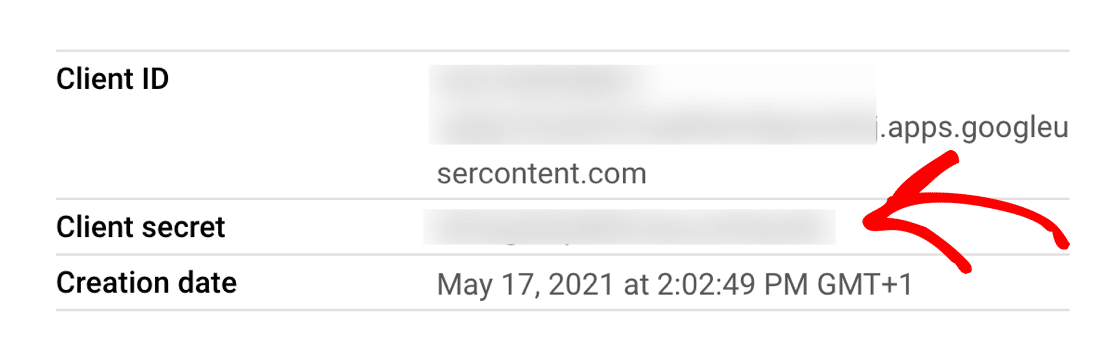 Client ID
j.apps.googleu
sercontent.com
Client secret
Creation date May 17, 2021 at 2:02:49 PM GMT+1